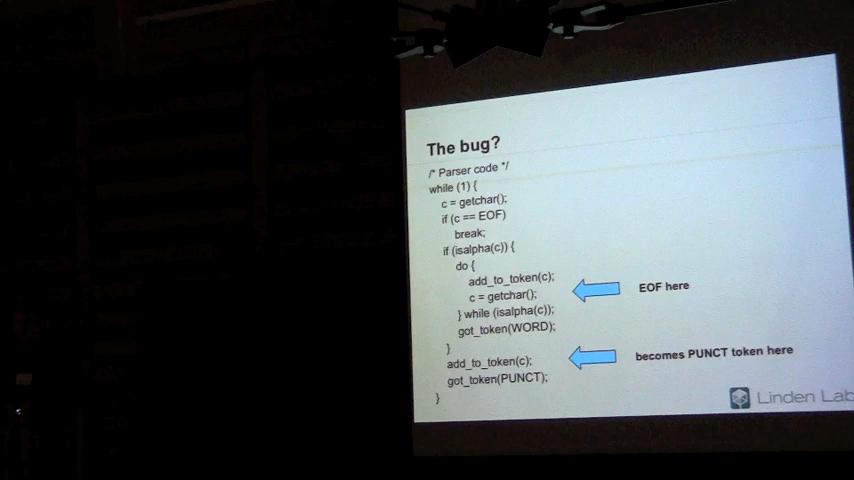 The bug?
/* Parser code */
while (1) {
c = getchar();
if (c == EOF)
break;
if (isalpha(c)) {
do {
add_to_token(c);
c = getchar();
} while (isalpha(c));
got_token(WORD);
}
add_to_token(c);
got_token(PUNCT);
}
EOF here
becomes PUNCT token here
Linden Lab